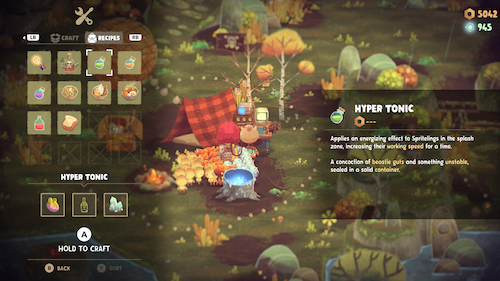 5042
945
LB CRAFT RECIPES RB
HYPER TONIC
Applies an energizing effect to Spritelings in the splash
zone, increasing their working speed for a time.
A concoction of beastie guts and something unstable,
sealed in a solid container.
HYPER TONIC
A
HOLD TO CRAFT
B BACK
SORT